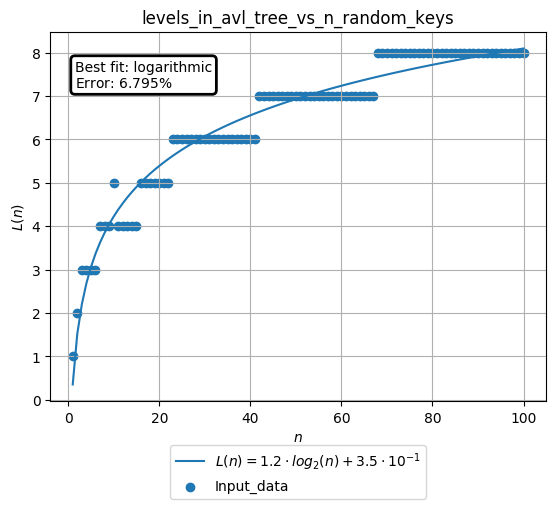 levels_in_avl_tree_vs_n_random_keys
Best fit: logarithmic
Error: 6.795%
8
7
6
5
4
3
2
1
0
L(n)
0 20 40 60 80 100
n
L(n) = 1.2 · log₂(n) + 3.5 · 10⁻¹
Input_data